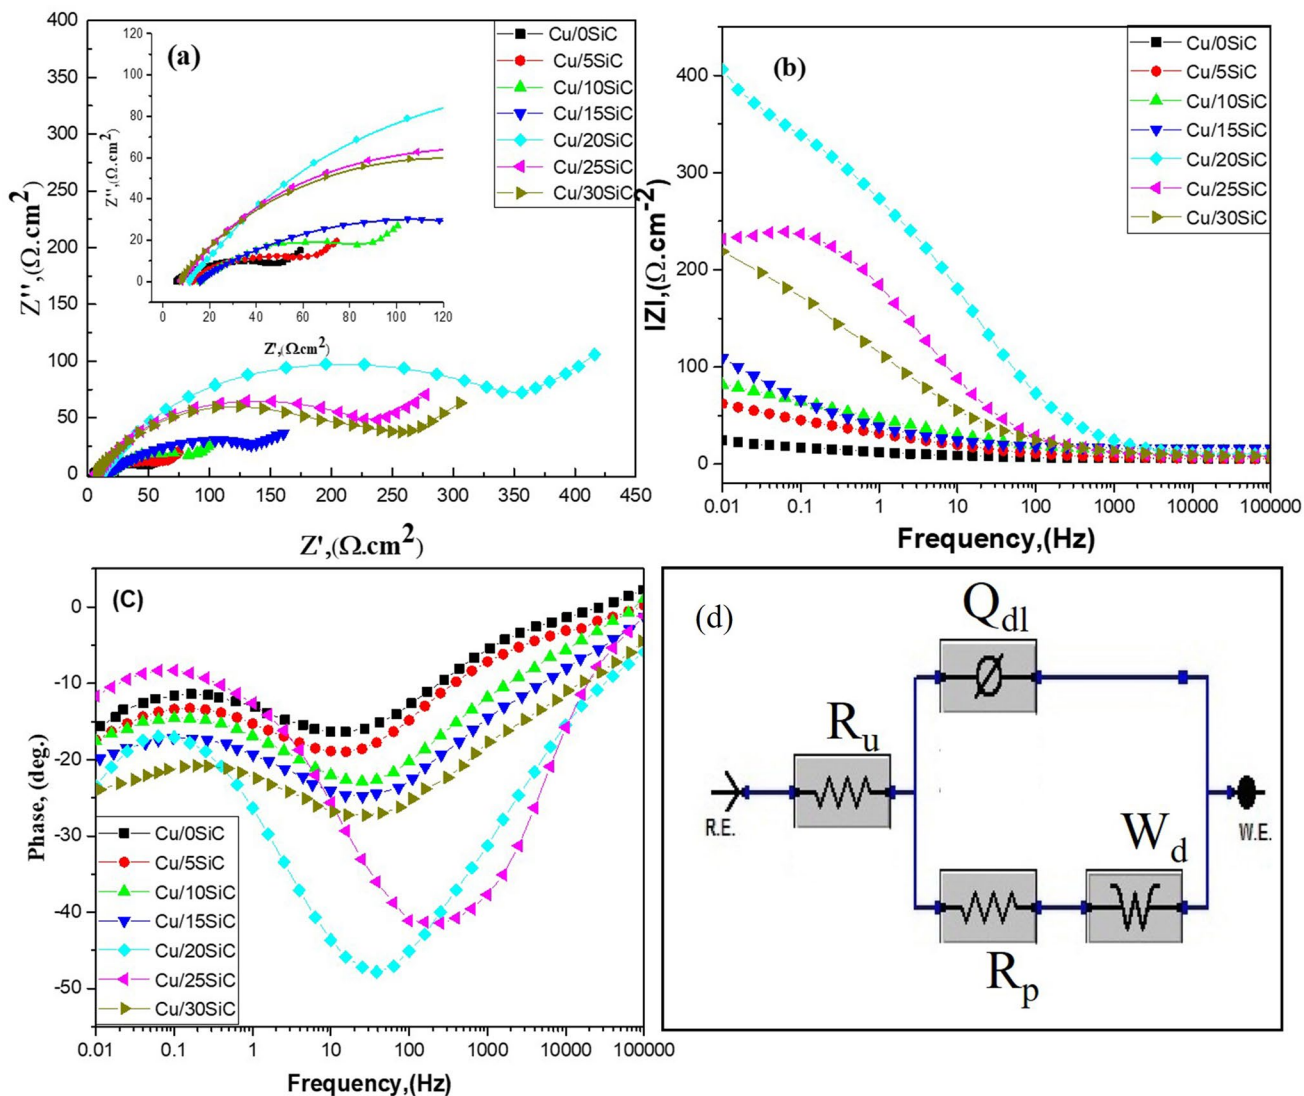 (a)
Z'',(Ω.cm²)
400
350
300
250
200
150
100
50
0
0
50
100
150
200
250
300
350
400
450
Z',(Ω.cm²)
Z'',(Ω.cm²)
120
100
80
60
40
20
0
0
20
40
60
80
100
120
Z',(Ω.cm²)
Cu/0SiC
Cu/5SiC
Cu/10SiC
Cu/15SiC
Cu/20SiC
Cu/25SiC
Cu/30SiC
(b)
IZI,(Ω.cm⁻²)
400
300
200
100
0
0.01
0.1
1
10
100
1000
10000
100000
Frequency,(Hz)
Cu/0SiC
Cu/5SiC
Cu/10SiC
Cu/15SiC
Cu/20SiC
Cu/25SiC
Cu/30SiC
(C)
Phase, (deg.)
0
-10
-20
-30
-40
-50
0.01
0.1
1
10
100
1000
10000
100000
Frequency,(Hz)
Cu/0SiC
Cu/5SiC
Cu/10SiC
Cu/15SiC
Cu/20SiC
Cu/25SiC
Cu/30SiC
(d)
Qdl
Ru
R.E.
Wd
W.E.
Rp